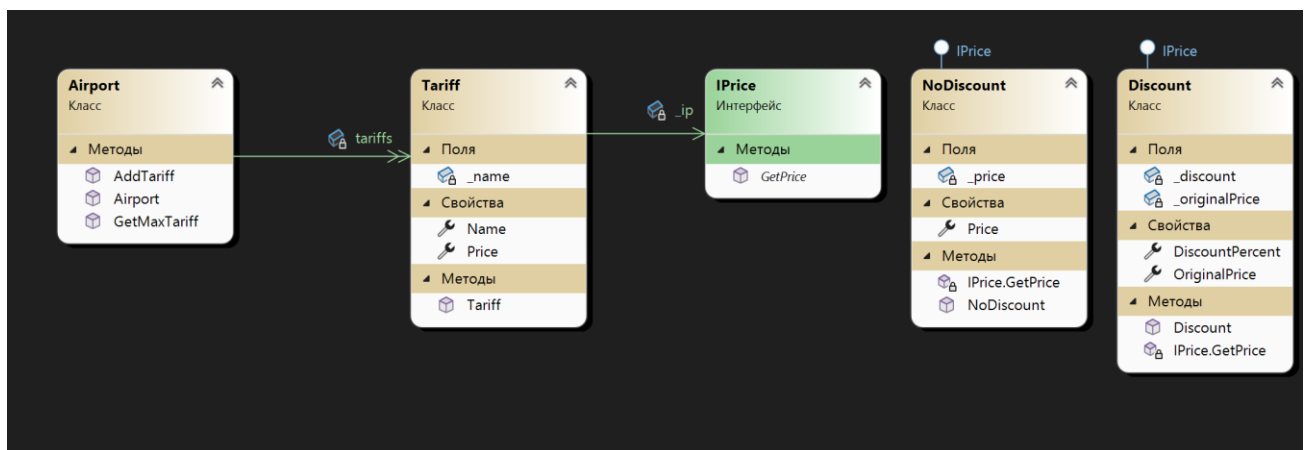 Airport
Класс
Методы
AddTariff
Airport
GetMaxTariff
tariffs
Tariff
Класс
Поля
_name
Свойства
Name
Price
Методы
Tariff
_ip
IPrice
Интерфейс
Методы
GetPrice
IPrice
NoDiscount
Класс
Поля
_price
Свойства
Price
Методы
IPrice.GetPrice
NoDiscount
IPrice
Discount
Класс
Поля
_discount
_originalPrice
Свойства
DiscountPercent
OriginalPrice
Методы
Discount
IPrice.GetPrice